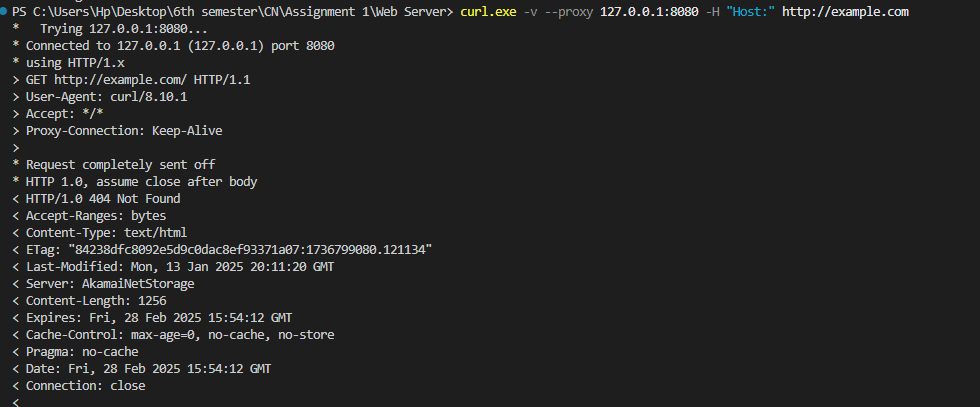 PS C:\Users\Hp\Desktop\6th semester\CN\Assignment 1\Web Server> curl.exe -v --proxy 127.0.0.1:8080 -H "Host:" http://example.com
*   Trying 127.0.0.1:8080...
* Connected to 127.0.0.1 (127.0.0.1) port 8080
* using HTTP/1.x
> GET http://example.com/ HTTP/1.1
> User-Agent: curl/8.10.1
> Accept: */*
> Proxy-Connection: Keep-Alive
>
* Request completely sent off
* HTTP 1.0, assume close after body
< HTTP/1.0 404 Not Found
< Accept-Ranges: bytes
< Content-Type: text/html
< ETag: "84238dfc8092e5d9c0dac8ef93371a07:1736799080.121134"
< Last-Modified: Mon, 13 Jan 2025 20:11:20 GMT
< Server: AkamaiNetStorage
< Content-Length: 1256
< Expires: Fri, 28 Feb 2025 15:54:12 GMT
< Cache-Control: max-age=0, no-cache, no-store
< Pragma: no-cache
< Date: Fri, 28 Feb 2025 15:54:12 GMT
< Connection: close
<